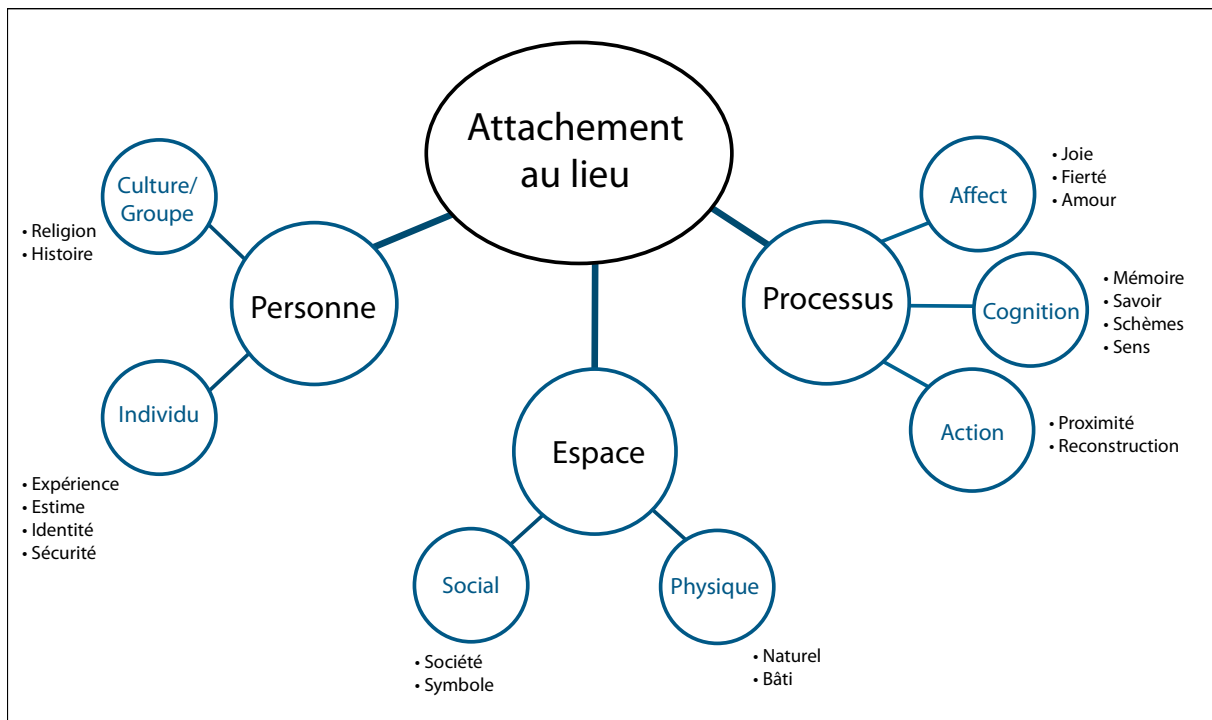 Attachement
au lieu
Culture/
Groupe
• Religion
• Histoire
Personne
Individu
• Expérience
• Estime
• Identité
• Sécurité
Espace
Social
• Société
• Symbole
Physique
• Naturel
• Bâti
Processus
Affect
• Joie
• Fierté
• Amour
Cognition
• Mémoire
• Savoir
• Schèmes
• Sens
Action
• Proximité
• Reconstruction